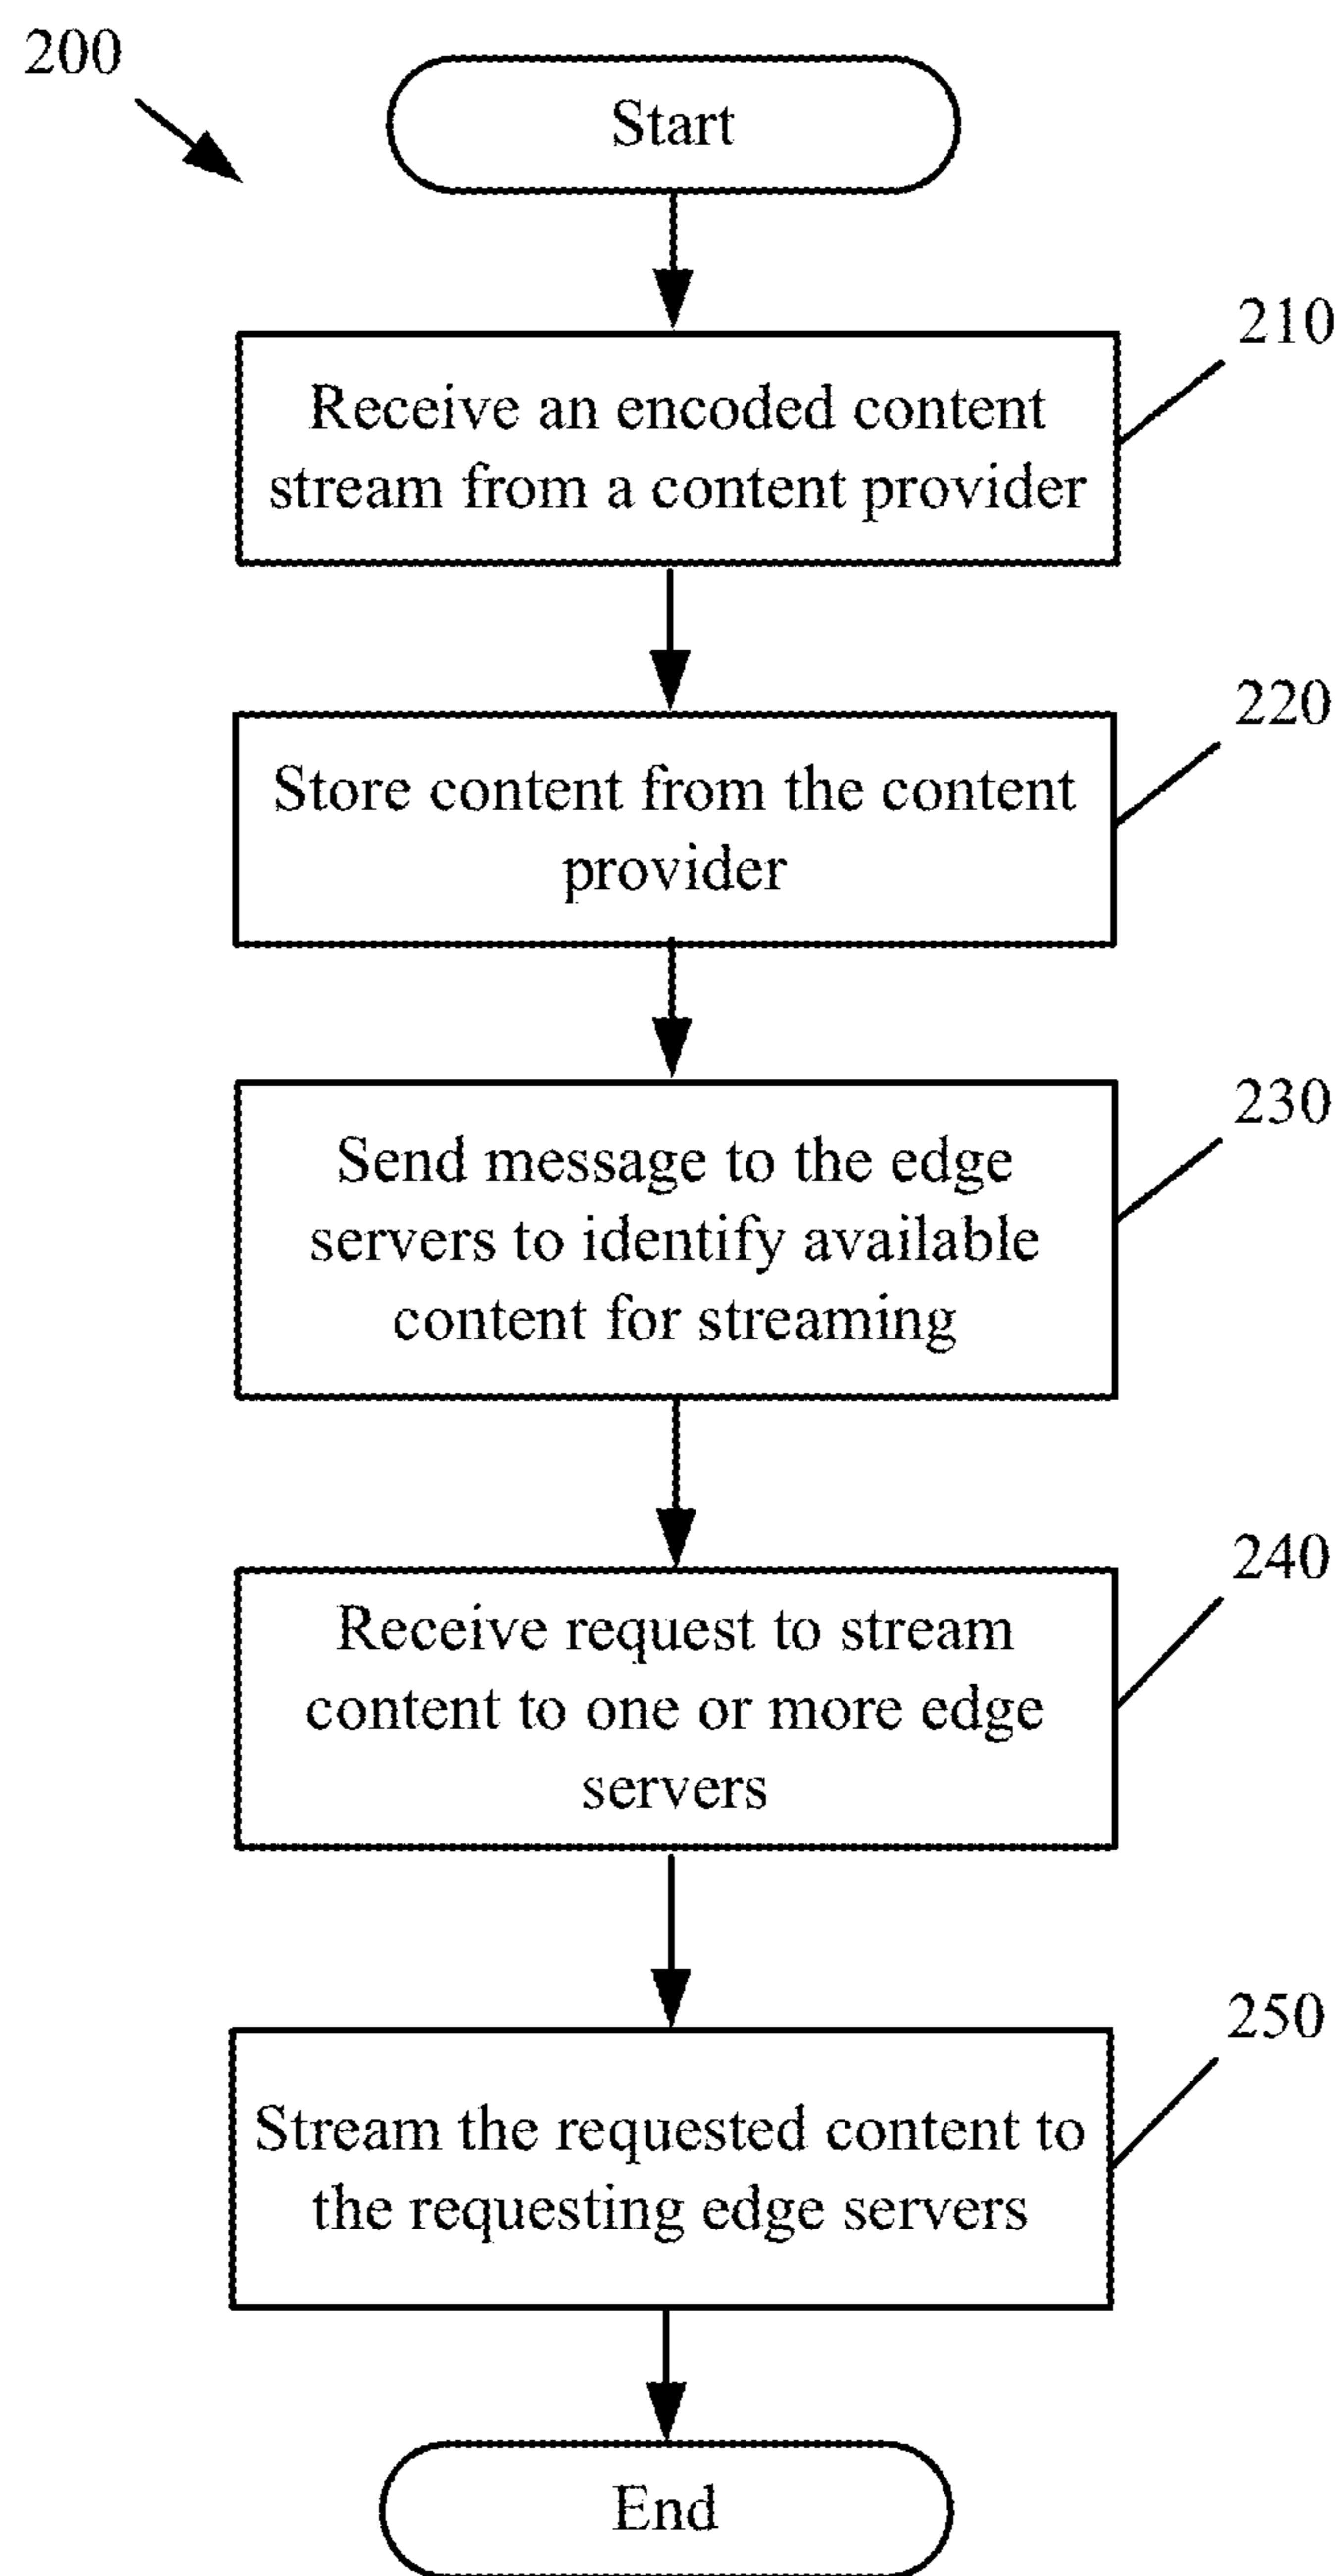 200
Start
210
Receive an encoded content
stream from a content provider
220
Store content from the content
provider
230
Send message to the edge
servers to identify available
content for streaming
240
Receive request to stream
content to one or more edge
servers
250
Stream the requested content to
the requesting edge servers
End